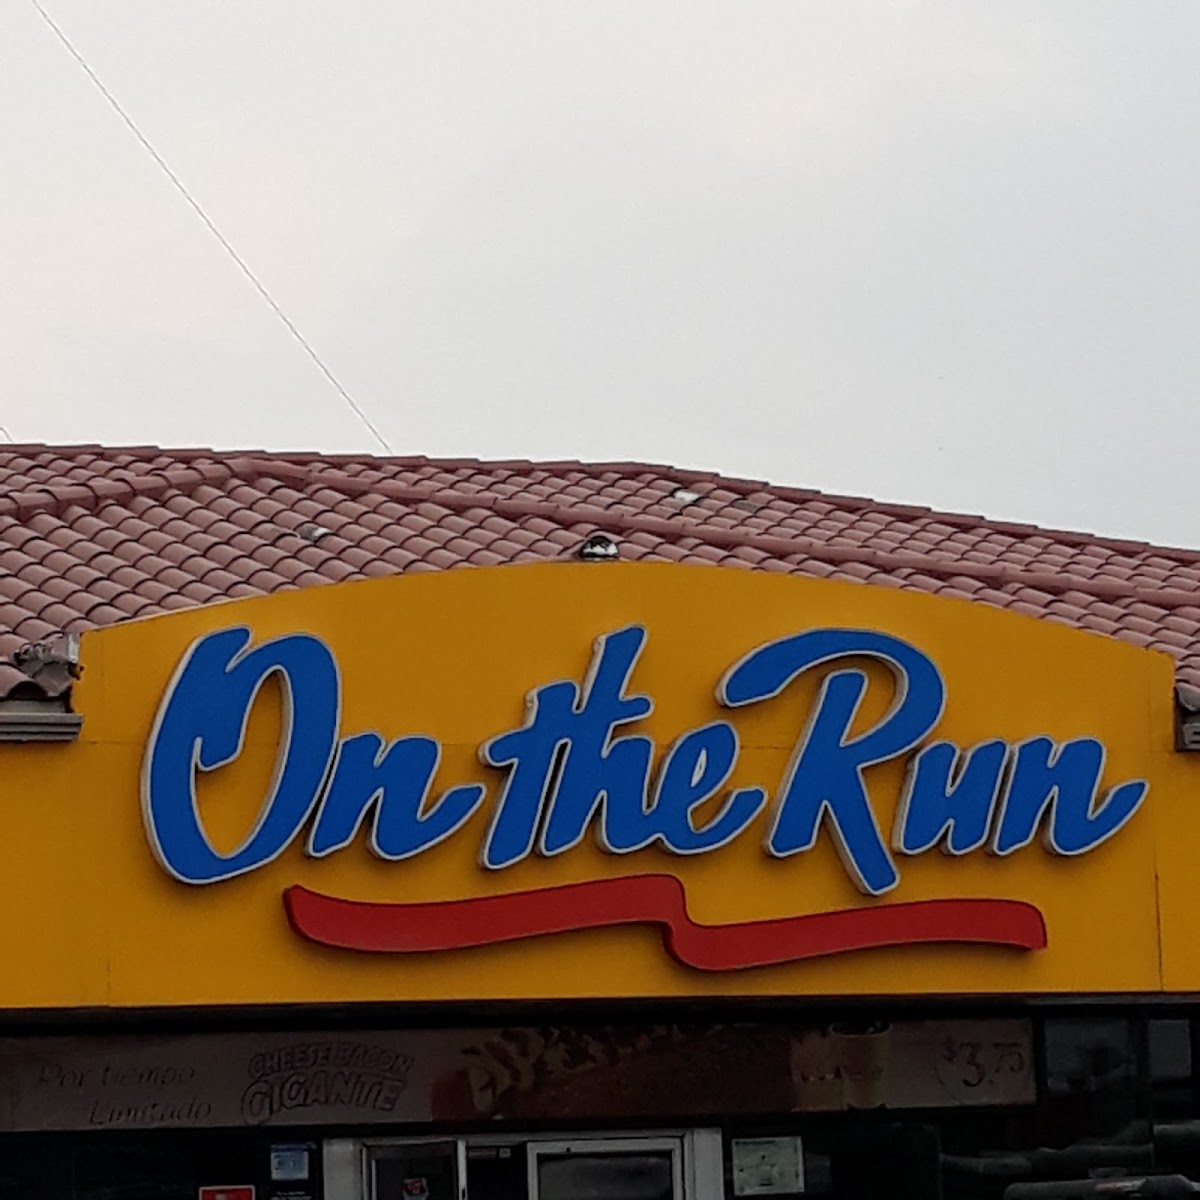 On the Run
Por tiempo
Limitado
CHEESE BACON
GIGANTE
$3.75